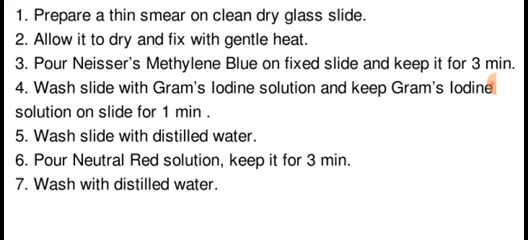 1. Prepare a thin smear on clean dry glass slide.
2. Allow it to dry and fix with gentle heat.
3. Pour Neisser's Methylene Blue on fixed slide and keep it for 3 min.
4. Wash slide with Gram's Iodine solution and keep Gram's Iodine
solution on slide for 1 min .
5. Wash slide with distilled water.
6. Pour Neutral Red solution, keep it for 3 min.
7. Wash with distilled water.